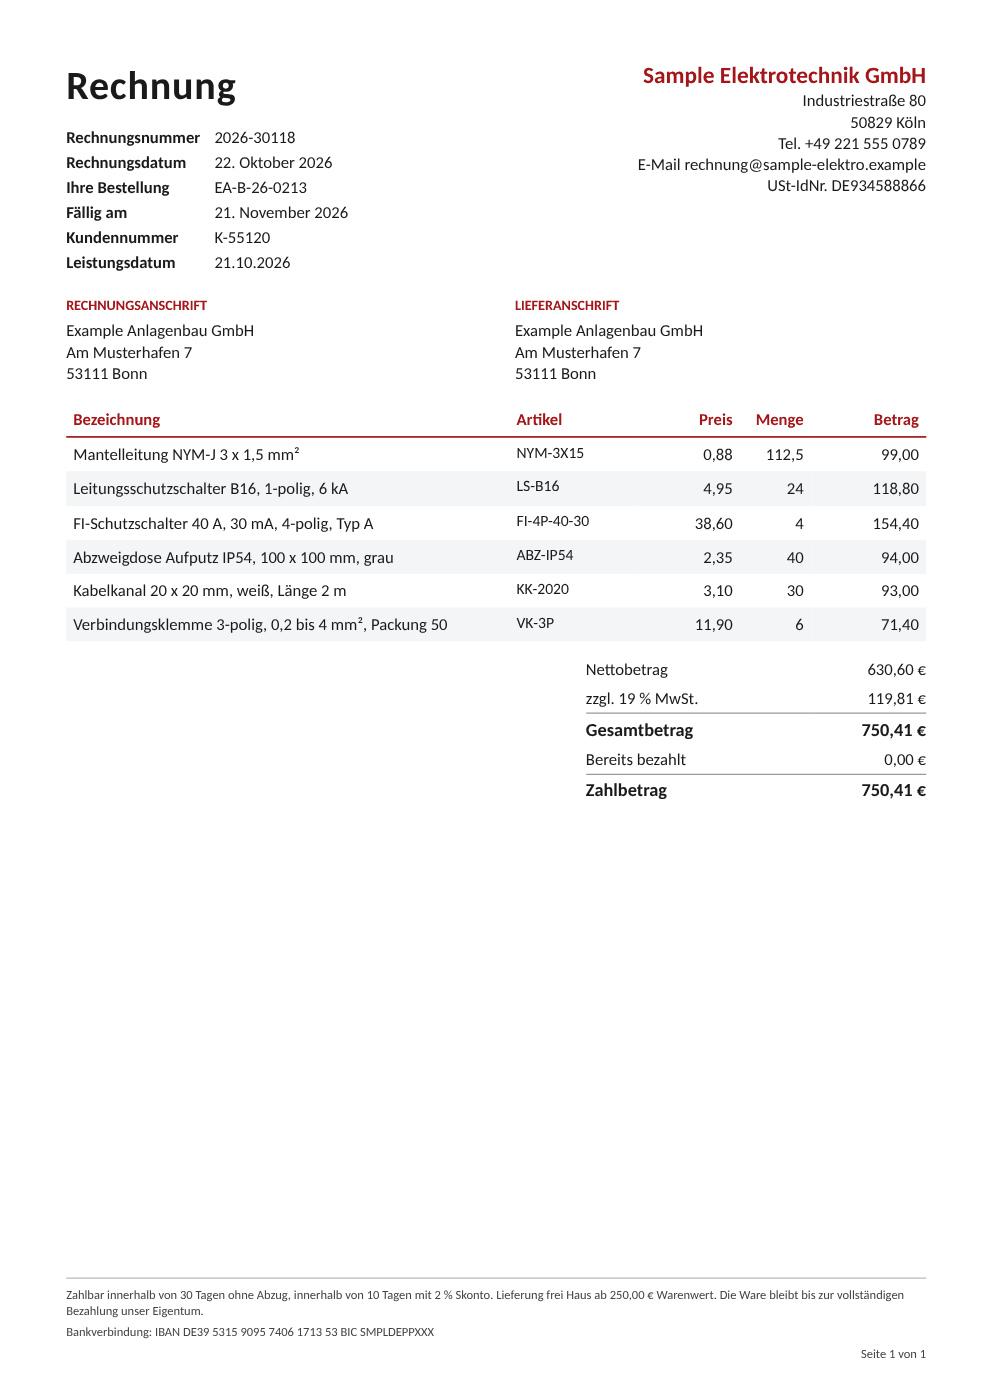 Rechnung
Rechnungsnummer 2026-30118
Rechnungsdatum 22. Oktober 2026
Ihre Bestellung EA-B-26-0213
Fällig am 21. November 2026
Kundennummer K-55120
Leistungsdatum 21.10.2026
Sample Elektrotechnik GmbH
Industriestraße 80
50829 Köln
Tel. +49 221 555 0789
E-Mail rechnung@sample-elektro.example
USt-IdNr. DE934588866
RECHNUNGSANSCHRIFT
Example Anlagenbau GmbH
Am Musterhafen 7
53111 Bonn
LIEFERANSCHRIFT
Example Anlagenbau GmbH
Am Musterhafen 7
53111 Bonn
Bezeichnung Artikel Preis Menge Betrag
Mantelleitung NYM-J 3 x 1,5 mm² NYM-3X15 0,88 112,5 99,00
Leitungsschutzschalter B16, 1-polig, 6 kA LS-B16 4,95 24 118,80
FI-Schutzschalter 40 A, 30 mA, 4-polig, Typ A FI-4P-40-30 38,60 4 154,40
Abzweigdose Aufputz IP54, 100 x 100 mm, grau ABZ-IP54 2,35 40 94,00
Kabelkanal 20 x 20 mm, weiß, Länge 2 m KK-2020 3,10 30 93,00
Verbindungsklemme 3-polig, 0,2 bis 4 mm², Packung 50 VK-3P 11,90 6 71,40
Nettobetrag 630,60 €
zzgl. 19 % MwSt. 119,81 €
Gesamtbetrag 750,41 €
Bereits bezahlt 0,00 €
Zahlbetrag 750,41 €
Zahlbar innerhalb von 30 Tagen ohne Abzug, innerhalb von 10 Tagen mit 2 % Skonto. Lieferung frei Haus ab 250,00 € Warenwert. Die Ware bleibt bis zur vollständigen
Bezahlung unser Eigentum.
Bankverbindung: IBAN DE39 5315 9095 7406 1713 53 BIC SMPLDEPPXXX
Seite 1 von 1